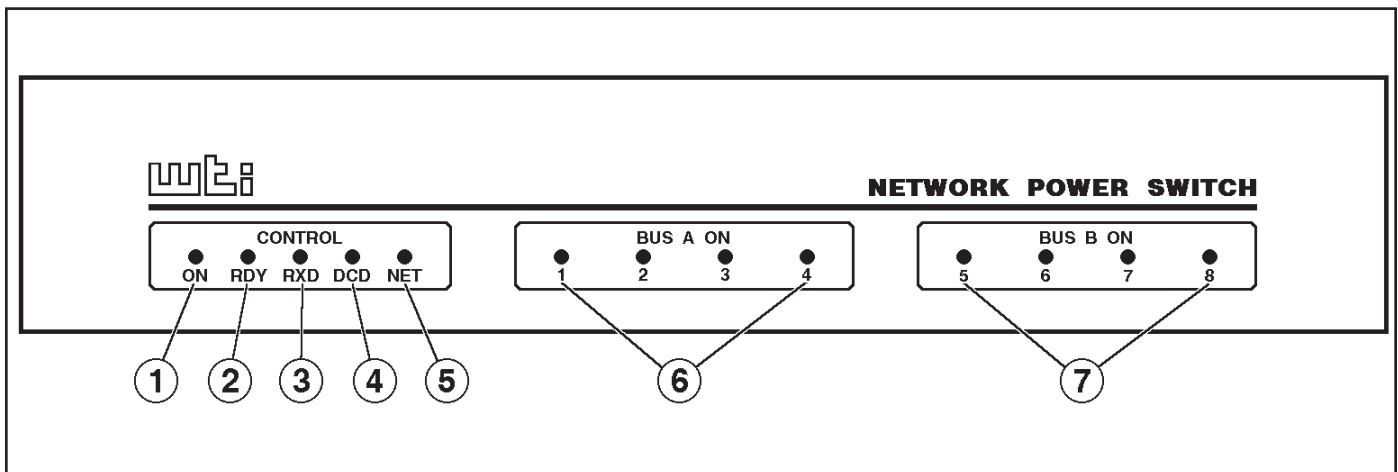 wti
NETWORK POWER SWITCH
CONTROL
ON RDY RXD DCD NET
BUS A ON
1 2 3 4
BUS B ON
5 6 7 8
1 2 3 4 5 6 7